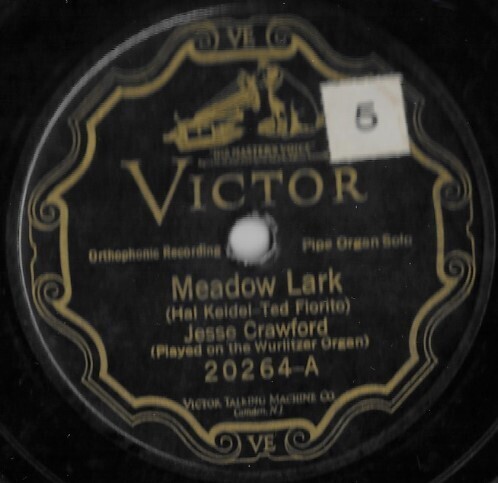 VE
5
"HIS MASTER'S VOICE"
VICTOR
Orthophonic Recording Pipe Organ Solo
Meadow Lark
(Hal Keidel-Ted Fiorito)
Jesse Crawford
(Played on the Wurlitzer Organ)
20264-A
VICTOR TALKING MACHINE CO.
Camden, N.J.
VE